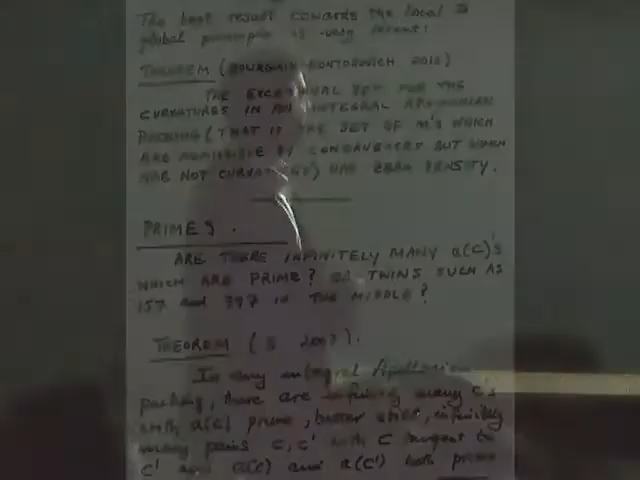 The best result towards the local to
global principle is very recent:
THEOREM (BOURGAIN-KONTOROVICH 2012)
THE EXCEPTIONAL SET FOR THE
CURVATURES IN AN INTEGRAL APOLLONIAN
PACKING (THAT IS THE SET OF M'S WHICH
ARE ADMISSIBLE BY CONGRUENCES BUT WHICH
ARE NOT CURVATURES) HAS ZERO DENSITY.
PRIMES.
ARE THERE INFINITELY MANY a(C)'S
WHICH ARE PRIME? OR TWINS SUCH AS
157 and 397 IN THE MIDDLE?
THEOREM (S 2007).
In any integral Apollonian
packing, there are infinitely many C's
with a(C) prime, better still, infinitely
many pairs C, C' with C tangent to
C' and a(C) and a(C') both prime